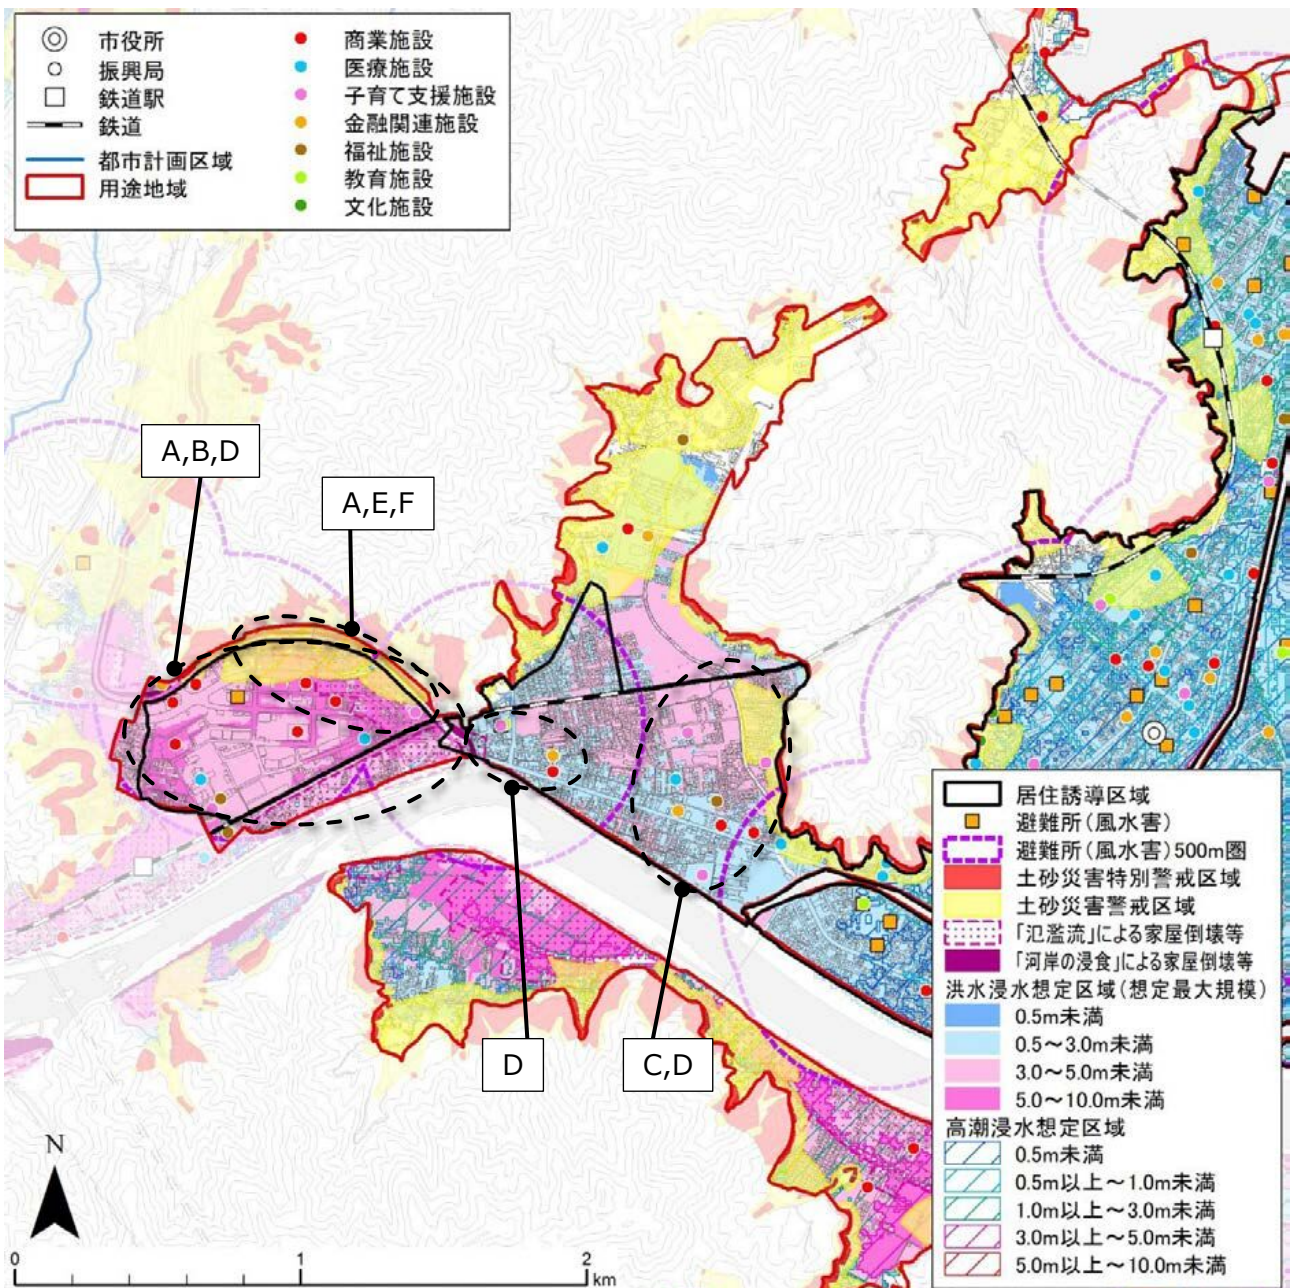 市役所
振興局
鉄道駅
鉄道
都市計画区域
用途地域
商業施設
医療施設
子育て支援施設
金融関連施設
福祉施設
教育施設
文化施設
A,B,D
A,E,F
D
C,D
居住誘導区域
避難所(風水害)
避難所(風水害)500m圏
土砂災害特別警戒区域
土砂災害警戒区域
「氾濫流」による家屋倒壊等
「河岸の浸食」による家屋倒壊等
洪水浸水想定区域(想定最大規模)
0.5m未満
0.5～3.0m未満
3.0～5.0m未満
5.0～10.0m未満
高潮浸水想定区域
0.5m未満
0.5m以上～1.0m未満
1.0m以上～3.0m未満
3.0m以上～5.0m未満
5.0m以上～10.0m未満
N
0 1 2 km